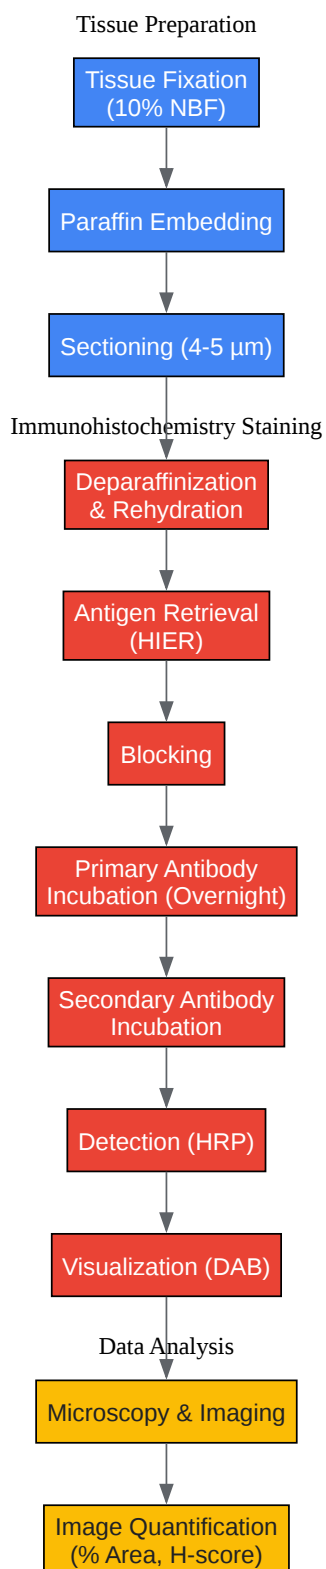 Tissue Preparation
Tissue Fixation
(10% NBF)
Paraffin Embedding
Sectioning (4-5 µm)
Immunohistochemistry Staining
Deparaffinization
& Rehydration
Antigen Retrieval
(HIER)
Blocking
Primary Antibody
Incubation (Overnight)
Secondary Antibody
Incubation
Detection (HRP)
Visualization (DAB)
Data Analysis
Microscopy & Imaging
Image Quantification
(% Area, H-score)